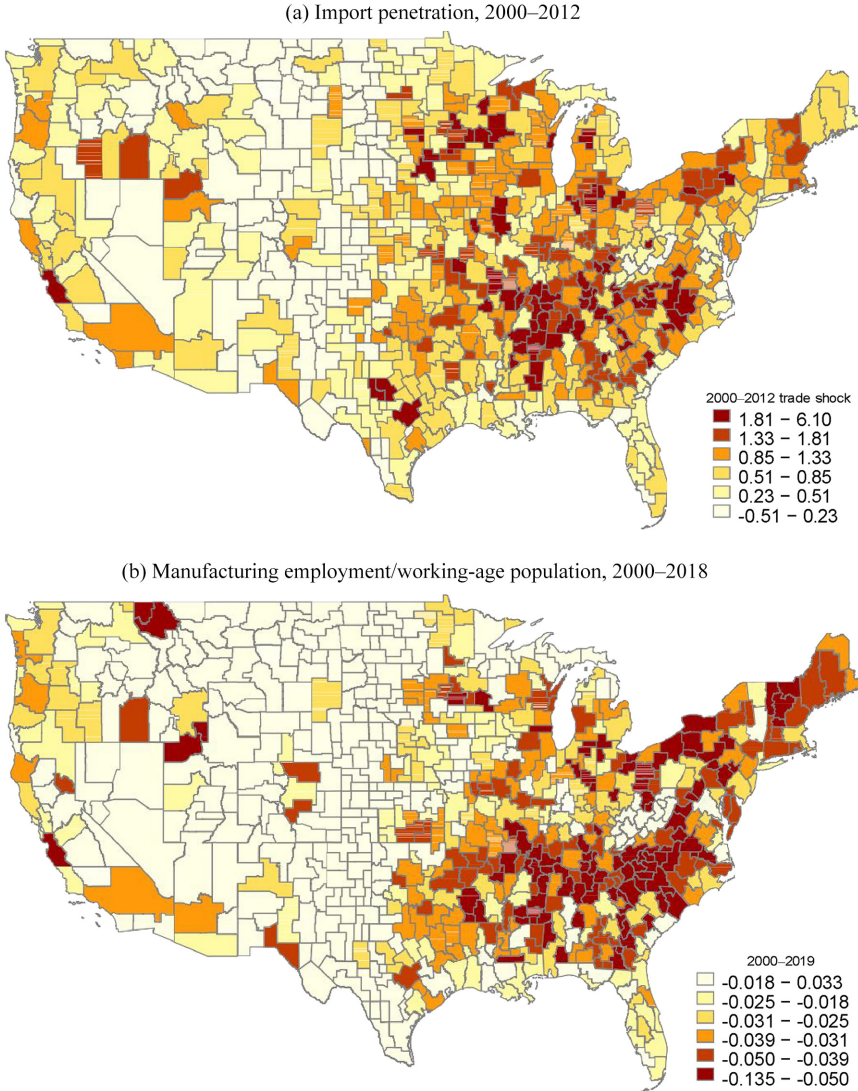 (a) Import penetration, 2000–2012
2000–2012 trade shock
1.81 – 6.10
1.33 – 1.81
0.85 – 1.33
0.51 – 0.85
0.23 – 0.51
-0.51 – 0.23
(b) Manufacturing employment/working-age population, 2000–2018
2000–2019
-0.018 – 0.033
-0.025 – -0.018
-0.031 – -0.025
-0.039 – -0.031
-0.050 – -0.039
-0.135 – -0.050